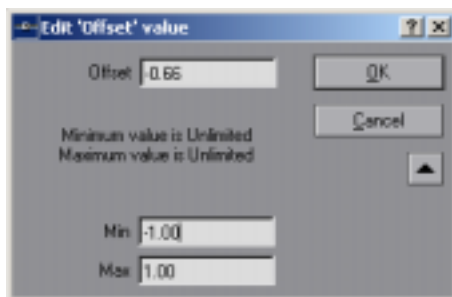 Edit 'Offset' value
Offset -0.66
OK
Cancel
Minimum value is Unlimited
Maximum value is Unlimited
Min -1.00
Max 1.00